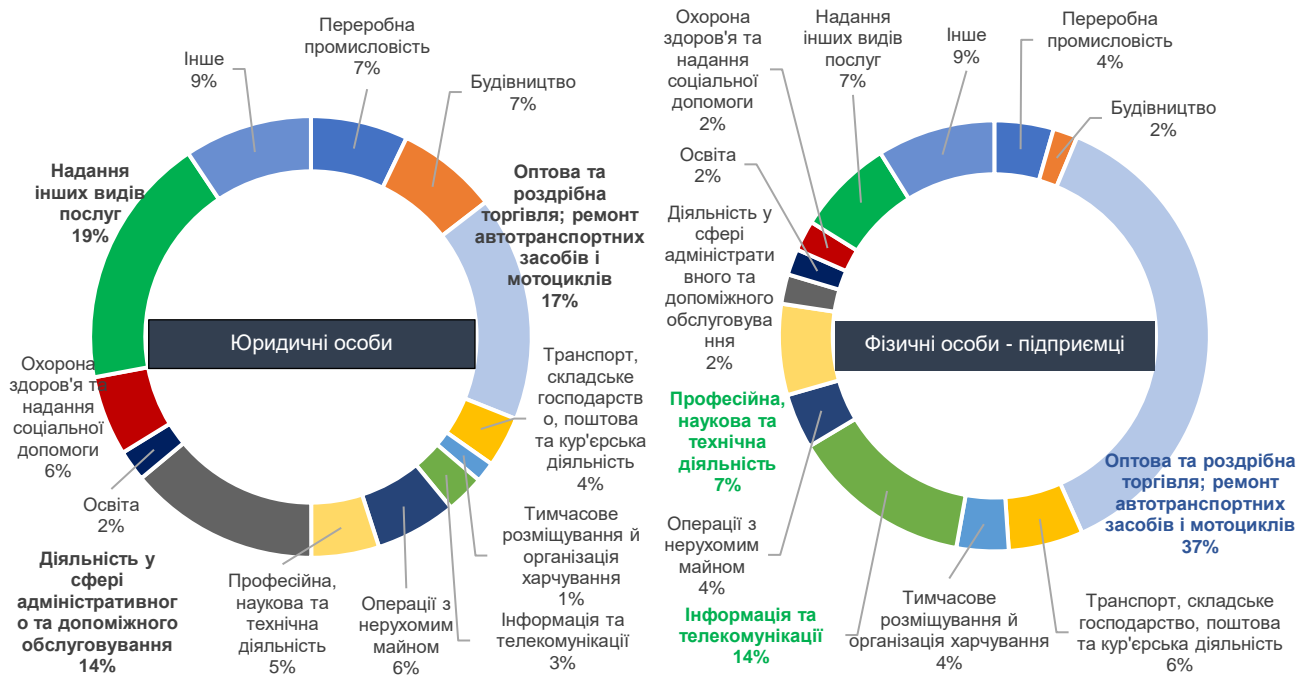 Переробна
промисловість
7%
Будівництво
7%
Оптова та
роздрібна
торгівля; ремонт
автотранспортних
засобів і
мотоциклів
17%
Транспорт,
складське
господарств
о, поштова
та кур'єрська
діяльність
4%
Тимчасове
розміщування й
організація
харчування
1%
Інформація та
телекомунікації
3%
Операції з
нерухомим
майном
6%
Професійна,
наукова та
технічна
діяльність
5%
Діяльність у
сфері
адміністративног
о та допоміжного
обслуговування
14%
Освіта
2%
Охорона
здоров'я та
надання
соціальної
допомоги
6%
Надання
інших видів
послуг
19%
Інше
9%
Юридичні особи
Переробна
промисловість
4%
Будівництво
2%
Оптова та роздрібна
торгівля; ремонт
автотранспортних
засобів і мотоциклів
37%
Транспорт, складське
господарство, поштова
та кур'єрська діяльність
6%
Тимчасове
розміщування й
організація харчування
4%
Інформація та
телекомунікації
14%
Операції з
нерухомим
майном
4%
Професійна,
наукова та
технічна
діяльність
7%
Діяльність у
сфері
адміністрати
вного та
допоміжного
обслуговува
ння
2%
Освіта
2%
Охорона
здоров'я та
надання
соціальної
допомоги
2%
Надання
інших видів
послуг
7%
Інше
9%
Фізичні особи - підприємці